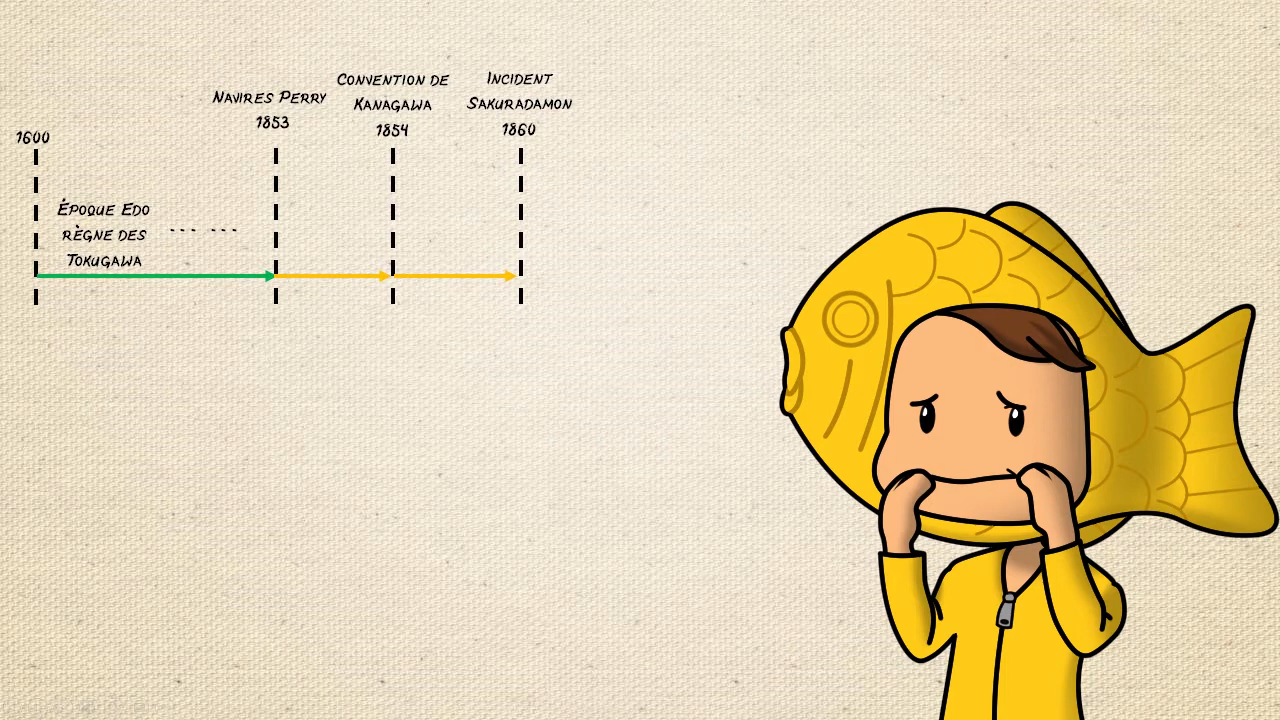 1600
Époque Edo
règne des
Tokugawa
--- ---
Navires Perry
1853
Convention de
Kanagawa
1854
Incident
Sakuradamon
1860